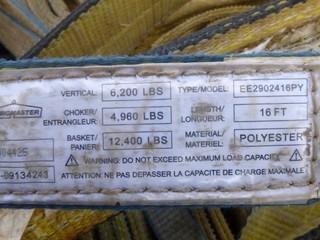 VERTICAL 6,200 LBS TYPE/MODEL: EE2902416PY
CHOKER/ ENTRANGLEUR: 4,960 LBS LENGTH/ LONGUEUR: 16 FT
BASKET/ PANIER: 12,400 LBS MATERIAL/ MATERIEL: POLYESTER
WARNING: DO NOT EXCEED MAXIMUM LOAD CAPACITY
-09134243 ATTENTION: NE PAS DEPASSER LA CAPACITE DE CHARGE MAXIMALE